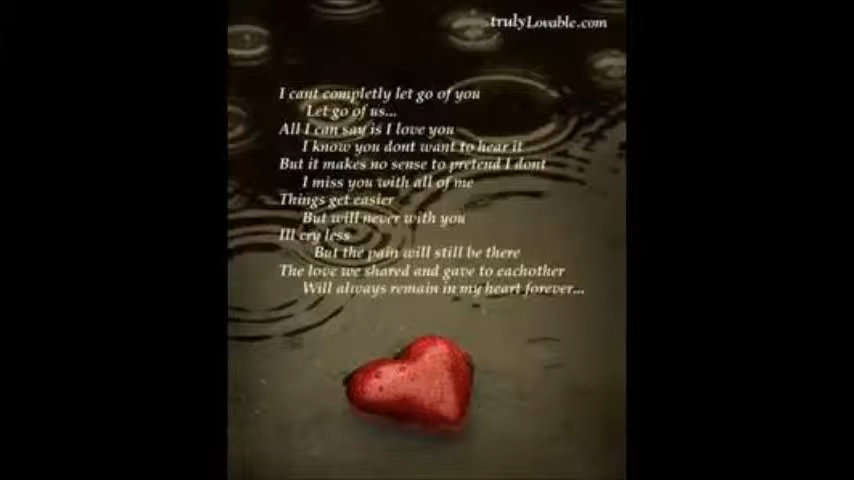 trulyLovable.com
I cant completly let go of you
Let go of us...
All I can say is I love you
I know you dont want to hear it
But it makes no sense to pretend I dont
I miss you with all of me
Things get easier
But will never with you
Ill cry less
But the pain will still be there
The love we shared and gave to eachother
Will always remain in my heart forever...